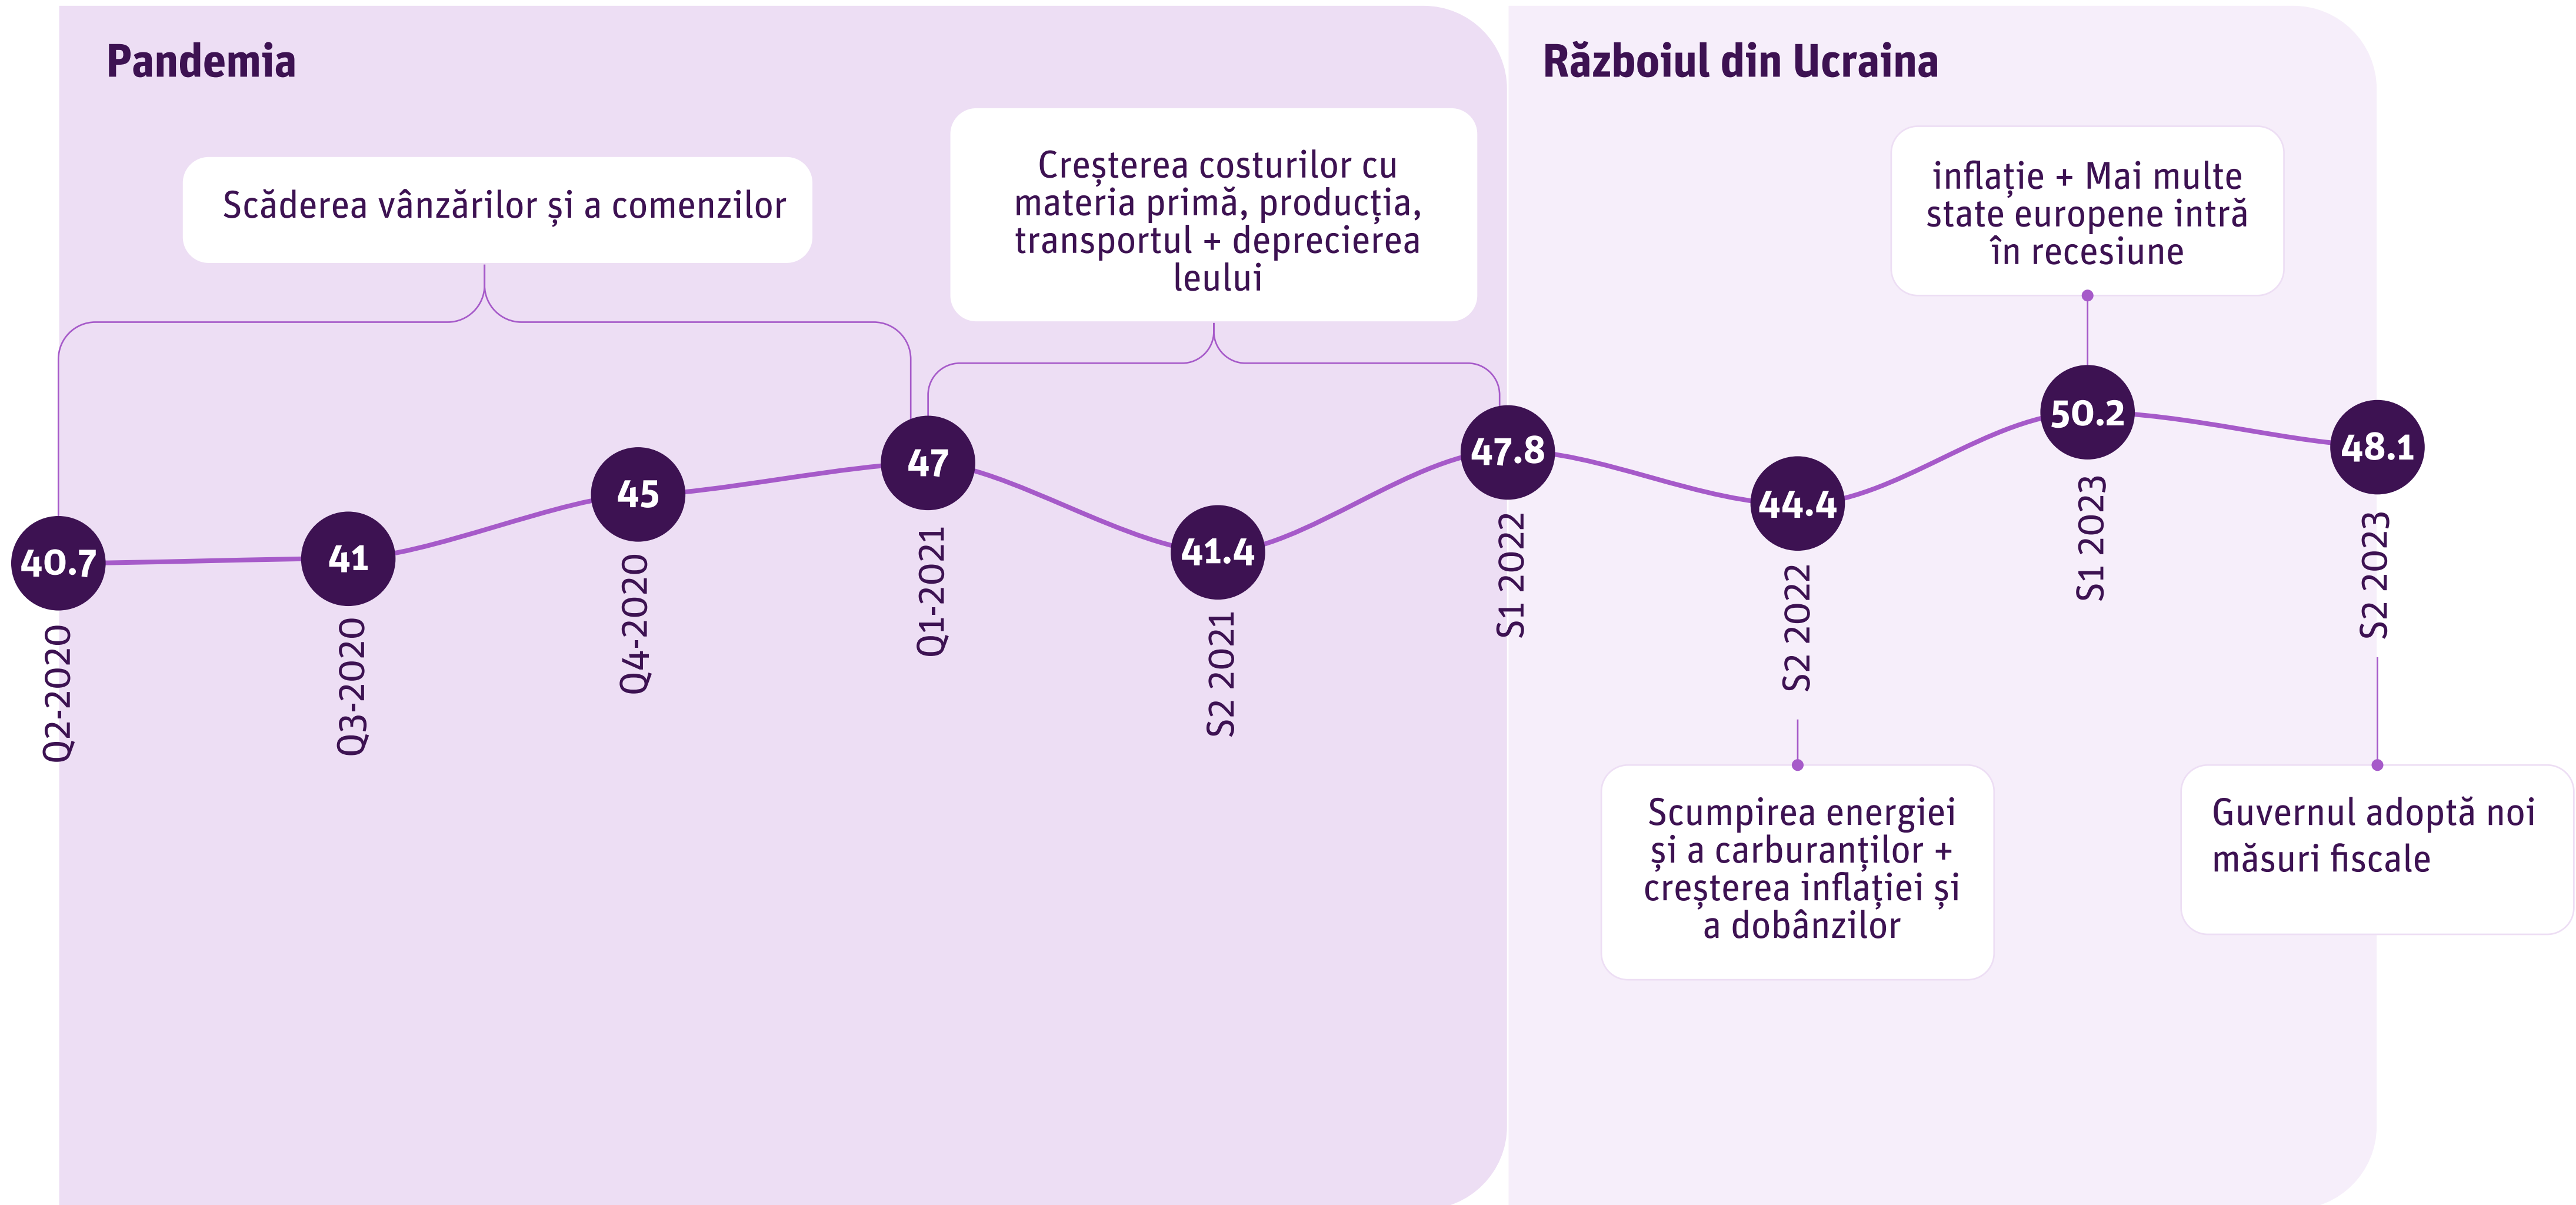 Pandemia
Războiul din Ucraina
Scăderea vânzărilor și a comenzilor
Creșterea costurilor cu
materia primă, producția,
transportul + deprecierea
leului
inflație + Mai multe
state europene intră
în recesiune
40.7
41
45
47
41.4
47.8
44.4
50.2
48.1
Q2-2020
Q3-2020
Q4-2020
Q1-2021
S2 2021
S1 2022
S2 2022
S1 2023
S2 2023
Scumpirea energiei
și a carburanților +
creșterea inflației și
a dobânzilor
Guvernul adoptă noi
măsuri fiscale